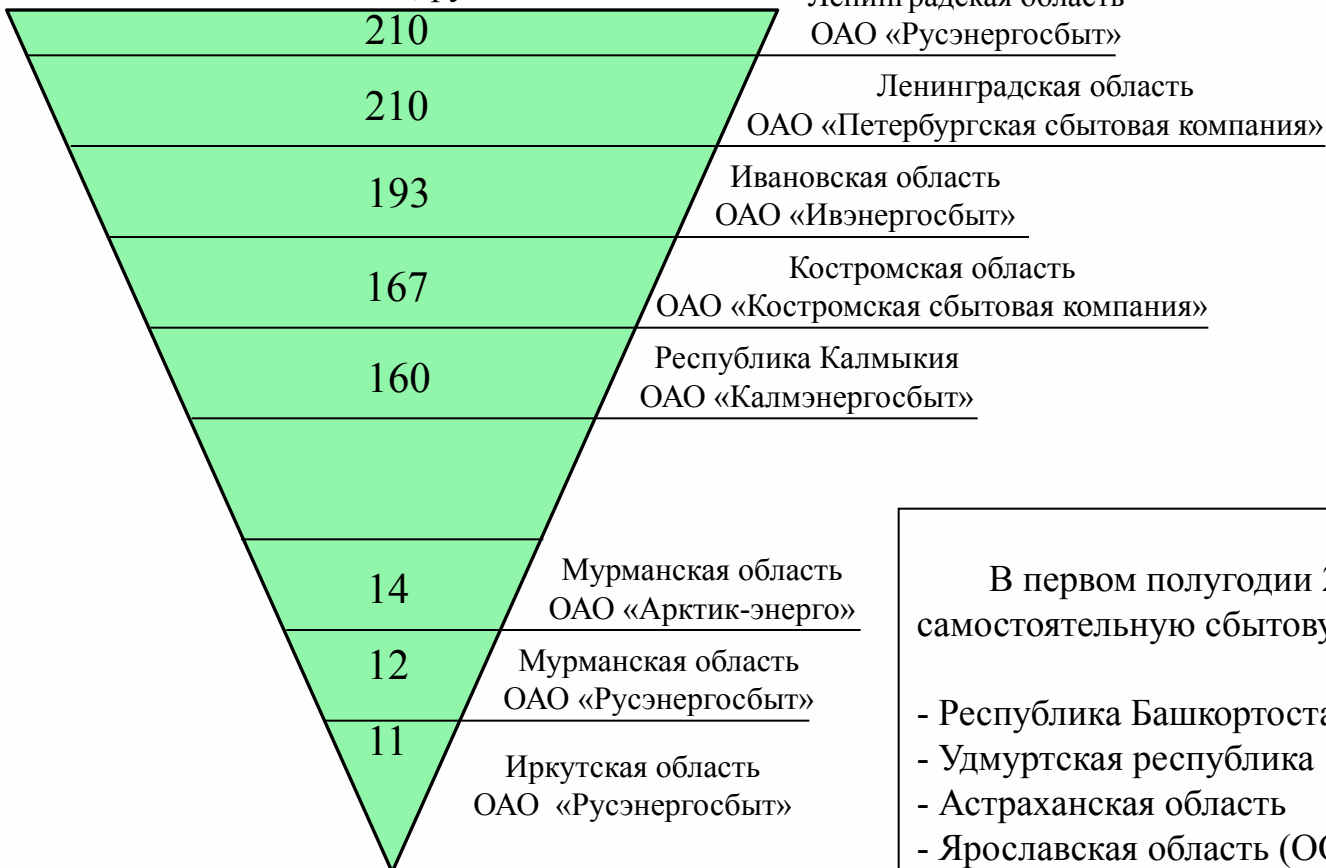 210
Ленинградская область
ОАО «Русэнергосбыт»
210
Ленинградская область
ОАО «Петербургская сбытовая компания»
193
Ивановская область
ОАО «Ивэнергосбыт»
167
Костромская область
ОАО «Костромская сбытовая компания»
160
Республика Калмыкия
ОАО «Калмэнергосбыт»
14
Мурманская область
ОАО «Арктик-энерго»
12
Мурманская область
ОАО «Русэнергосбыт»
11
Иркутская область
ОАО «Русэнергосбыт»
В первом полугодии
самостоятельную
- Республика
- Удмуртская республика
- Астраханская область
- Ярославская область